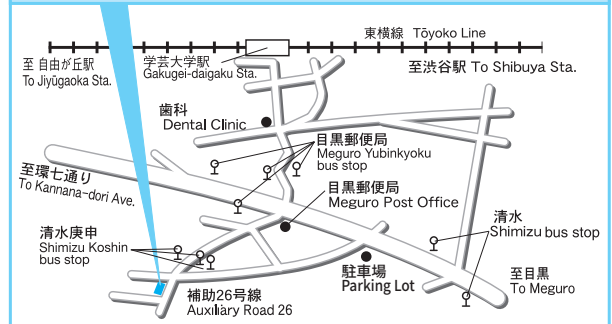 東横線 Tōyoko Line
至 自由が丘駅
To Jiyūgaoka Sta.
学芸大学駅
Gakugei-daigaku Sta.
至渋谷駅 To Shibuya Sta.
歯科
Dental Clinic
目黒郵便局
Meguro Yubinkyoku
bus stop
至環七通り
To Kannana-dori Ave.
目黒郵便局
Meguro Post Office
清水
Shimizu bus stop
清水庚申
Shimizu Koshin
bus stop
駐車場
Parking Lot
至目黒
To Meguro
補助26号線
Auxiliary Road 26